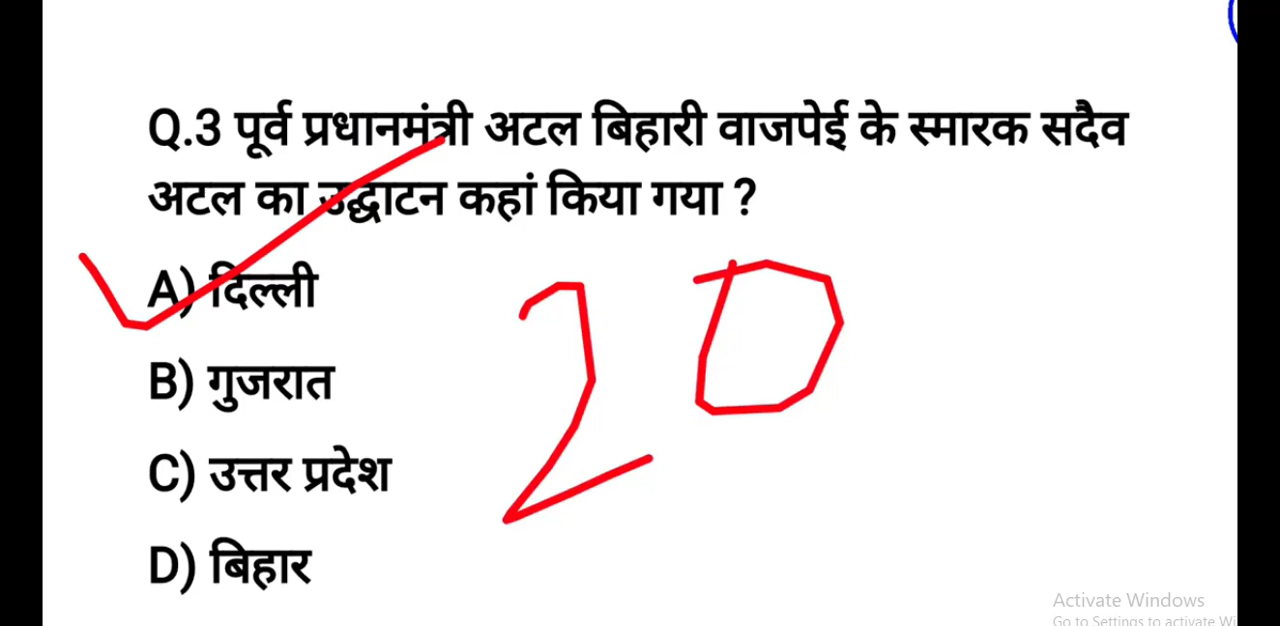 Q.3 पूर्व प्रधानमंत्री अटल बिहारी वाजपेई के स्मारक सदैव
अटल का उद्घाटन कहां किया गया ?
A) दिल्ली
20
B) गुजरात
C) उत्तर प्रदेश
D) बिहार
Activate Windows
Go to Settings to activate